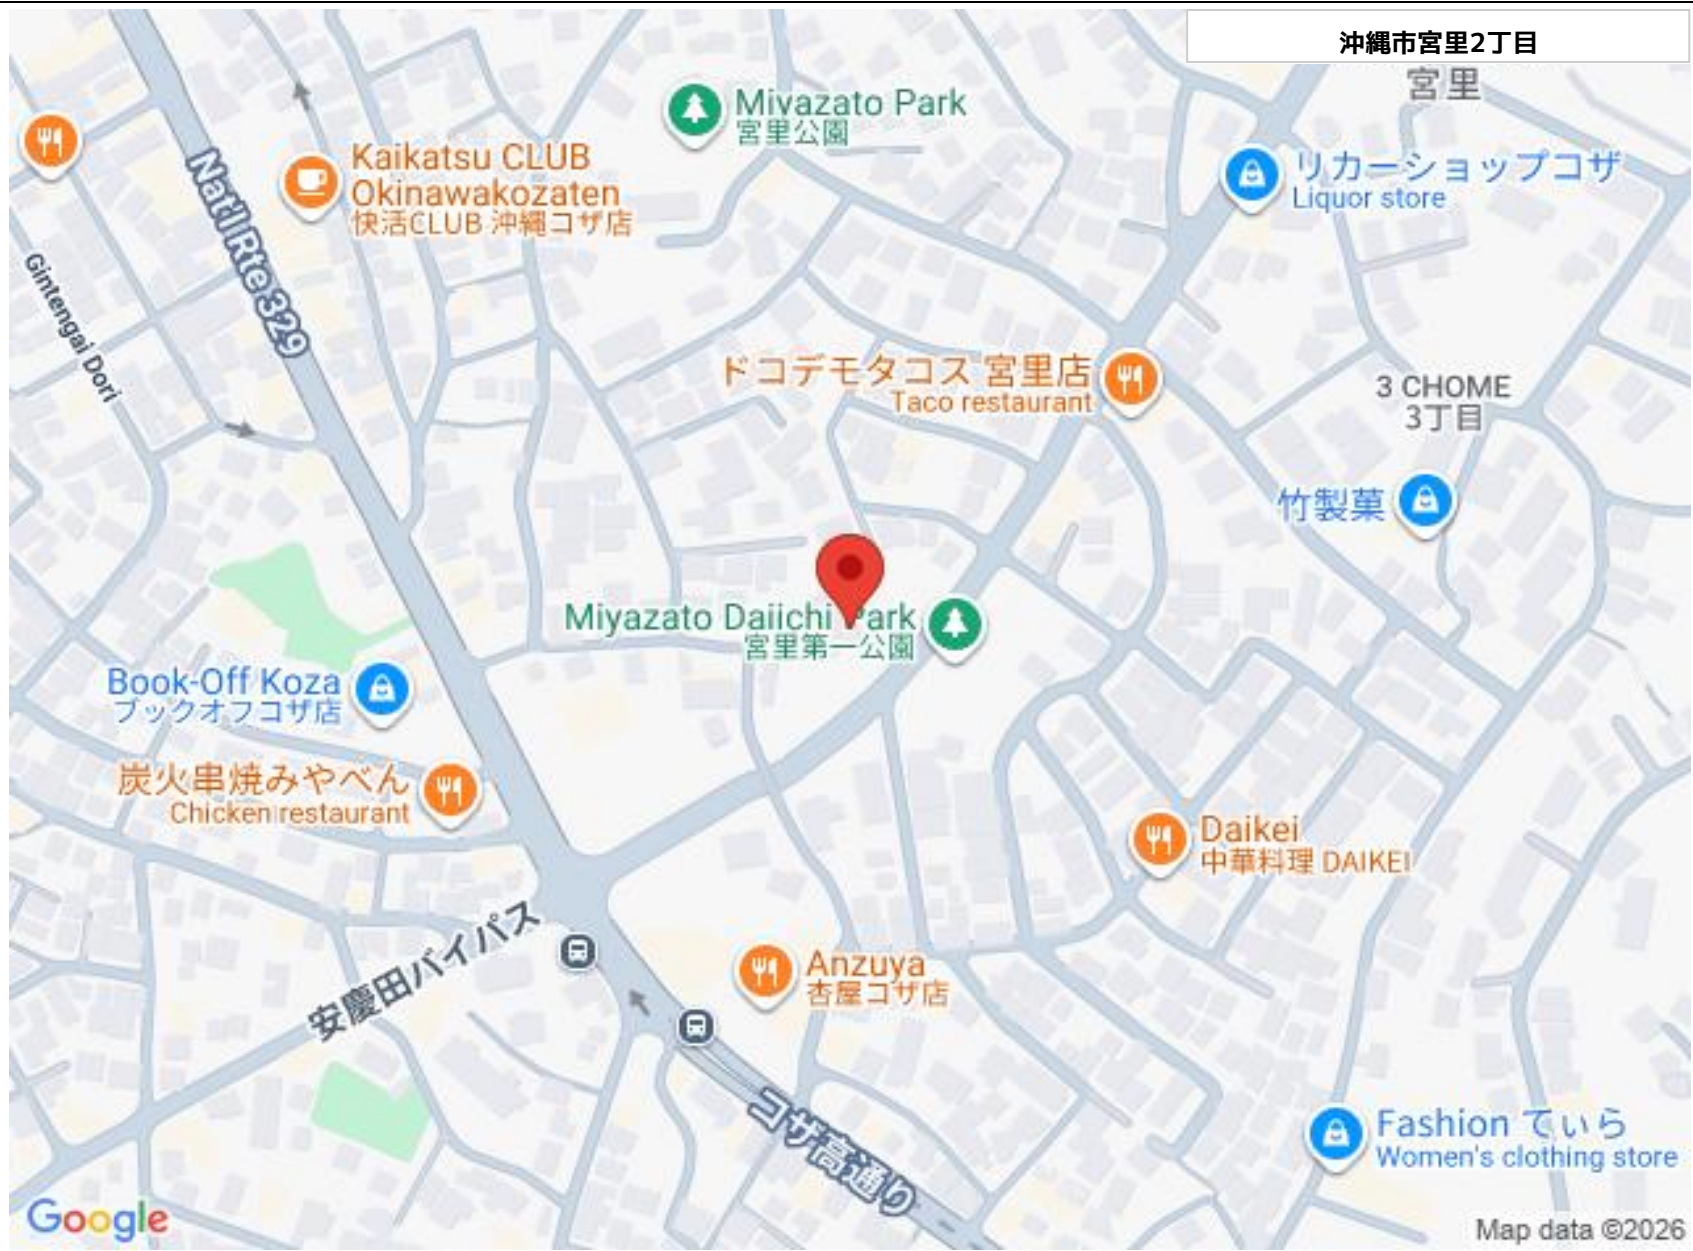 沖縄市宮里2丁目
宮里
Miyazato Park
宮里公園
Kaikatsu CLUB
Okinawakozaten
快活CLUB 沖縄コザ店
リカーショップコザ
Liquor store
Nat'l Rte 329
Gintengai Dori
ドコデモタコス 宮里店
Taco restaurant
3 CHOME
3丁目
竹製菓
Miyazato Daiichi Park
宮里第一公園
Book-Off Koza
ブックオフコザ店
炭火串焼みやべん
Chicken restaurant
Daikei
中華料理 DAIKEI
安慶田バイパス
Anzuya
杏屋コザ店
コザ高通り
Fashion てぃら
Women's clothing store
Google
Map data ©2026